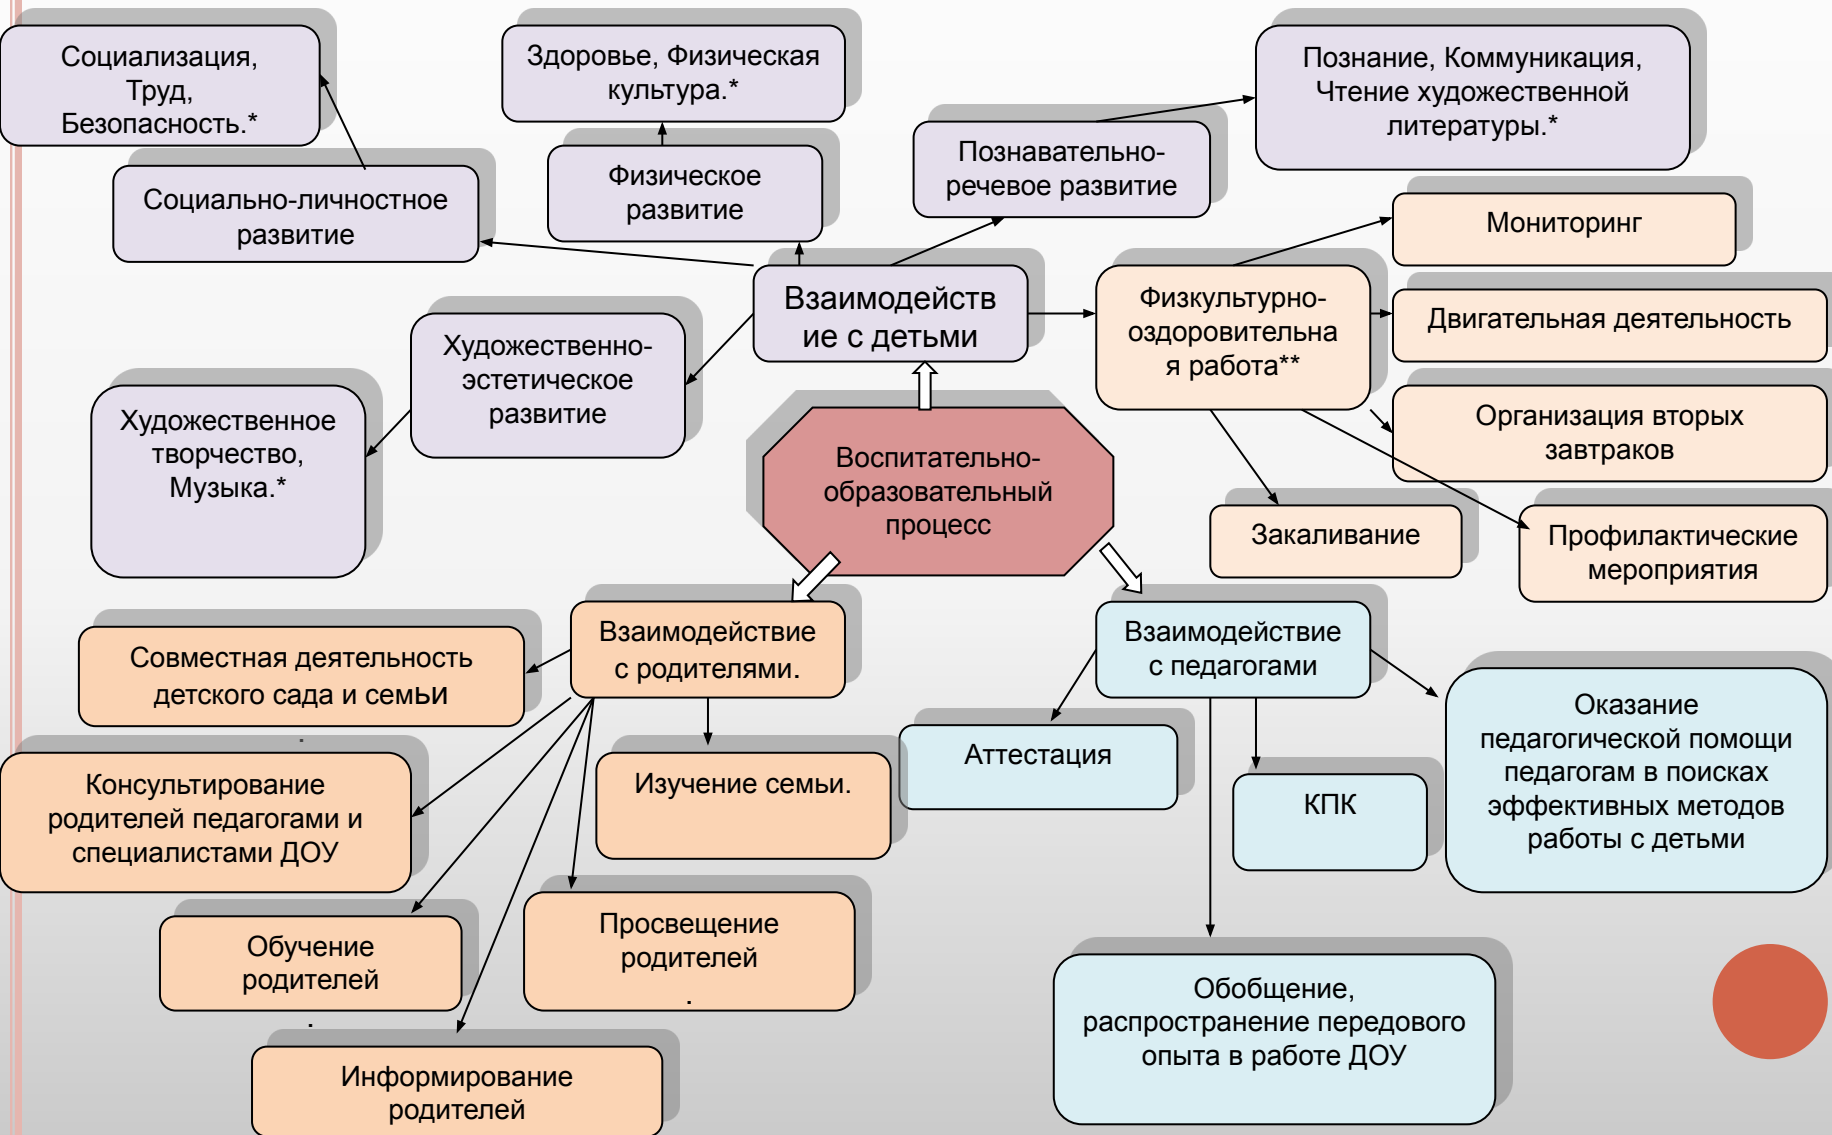 Социализация,
Труд,
Безопасность.*
Здоровье, Физическая
культура.*
Познание, Коммуникация,
Чтение художественной
литературы.*
Социально-личностное
развитие
Физическое
развитие
Познавательно-
речевое развитие
Мониторинг
Взаимодейств
ие с детьми
Физкультурно-
оздоровительна
я работа**
Двигательная деятельность
Художественно-
эстетическое
развитие
Художественное
творчество,
Музыка.*
Организация вторых
завтраков
Воспитательно-
образовательный
процесс
Закаливание
Профилактические
мероприятия
Взаимодействие
с родителями.
Взаимодействие
с педагогами
Совместная деятельность
детского сада и семьи
.
Консультирование
родителей педагогами и
специалистами ДОУ
Изучение семьи.
Аттестация
КПК
Оказание
педагогической помощи
педагогам в поисках
эффективных методов
работы с детьми
Обучение
родителей
.
Просвещение
родителей
.
Информирование
родителей
Обобщение,
распространение передового
опыта в работе ДОУ